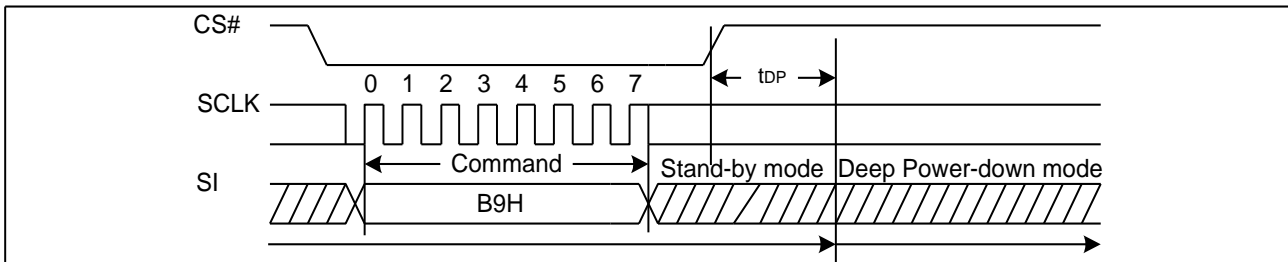 CS#
tDP
0 1 2 3 4 5 6 7
SCLK
Command
Stand-by mode Deep Power-down mode
SI
B9H